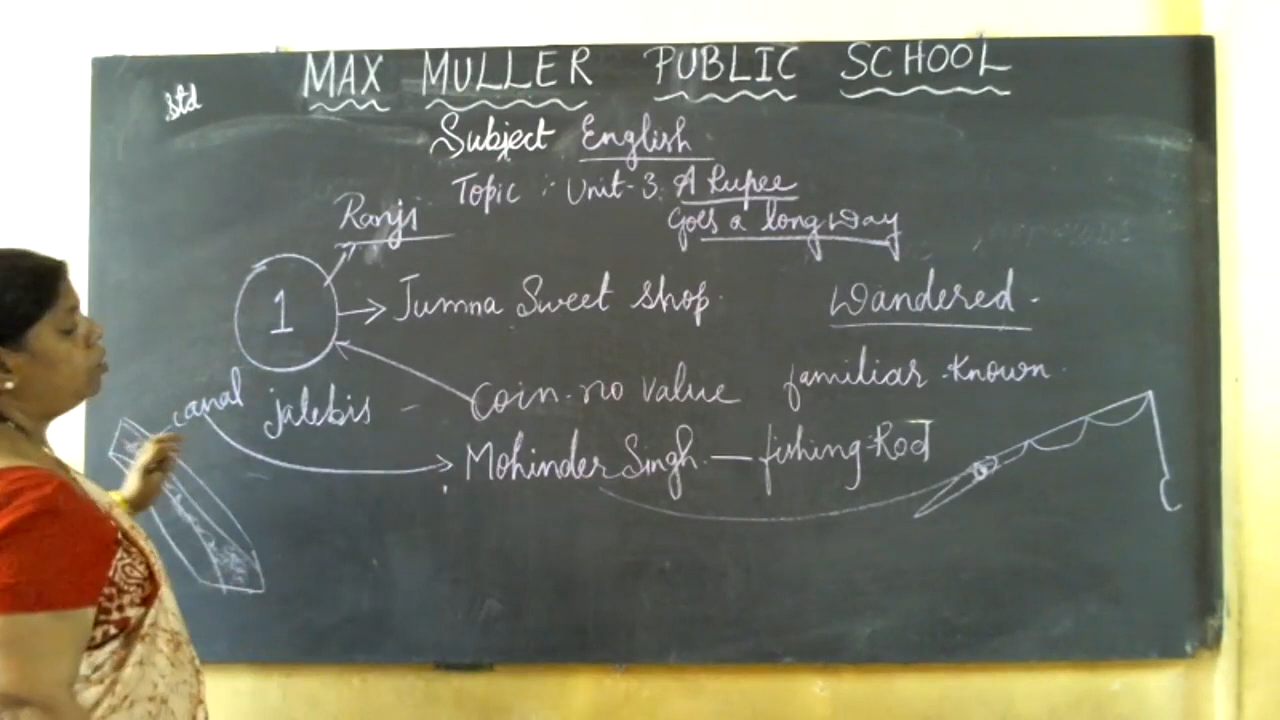 MAX MULLER PUBLIC SCHOOL
Std
Subject English
Topic :- Unit-3. A Rupee
Goes a long Way
Ranji
1
Jumna Sweet Shop.
Wandered.
coin-no value
familiar-Known.
canal
jalebis -
Mohinder Singh. — fishing-Rod